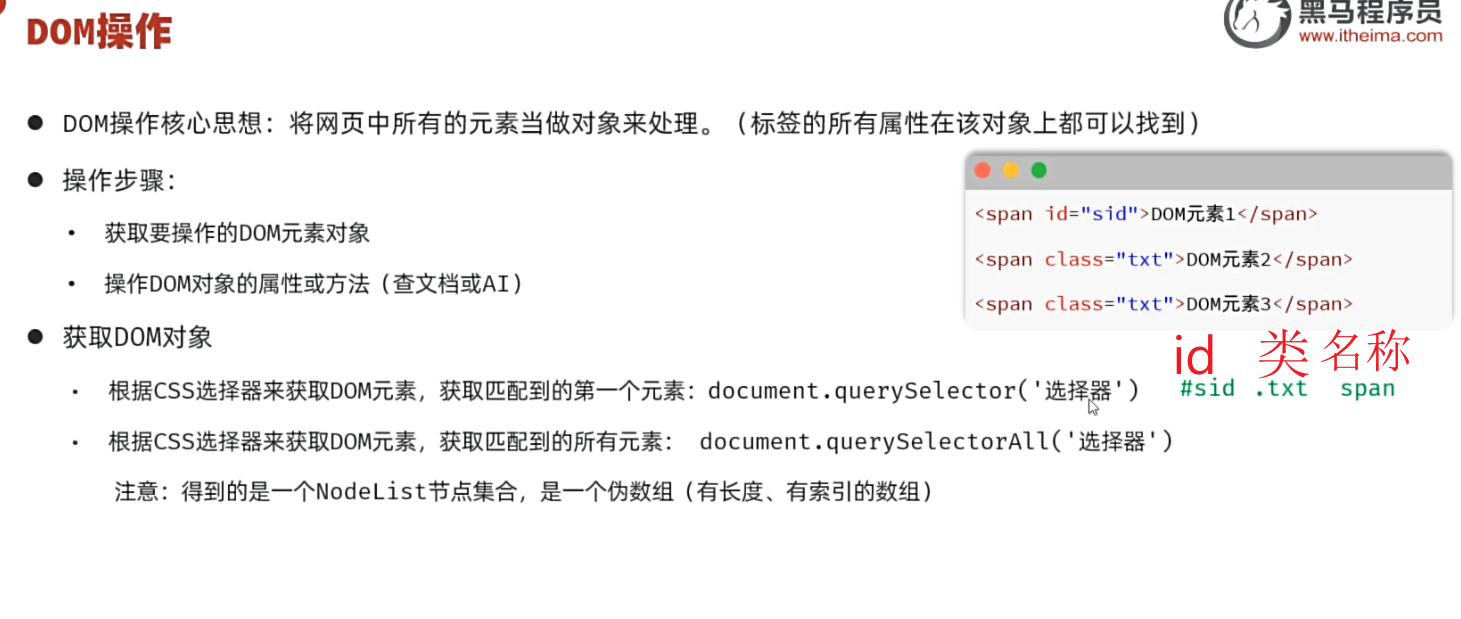 DOM操作
黑马程序员
www.itheima.com
DOM操作核心思想：将网页中所有的元素当做对象来处理。（标签的所有属性在该对象上都可以找到）
操作步骤：
获取要操作的DOM元素对象
操作DOM对象的属性或方法（查文档或AI）
<span id="sid">DOM元素1</span>
<span class="txt">DOM元素2</span>
<span class="txt">DOM元素3</span>
获取DOM对象
id 类 名称
根据CSS选择器来获取DOM元素，获取匹配到的第一个元素：document.querySelector('选择器') #sid .txt span
根据CSS选择器来获取DOM元素，获取匹配到的所有元素： document.querySelectorAll('选择器')
注意：得到的是一个NodeList节点集合，是一个伪数组（有长度、有索引的数组）